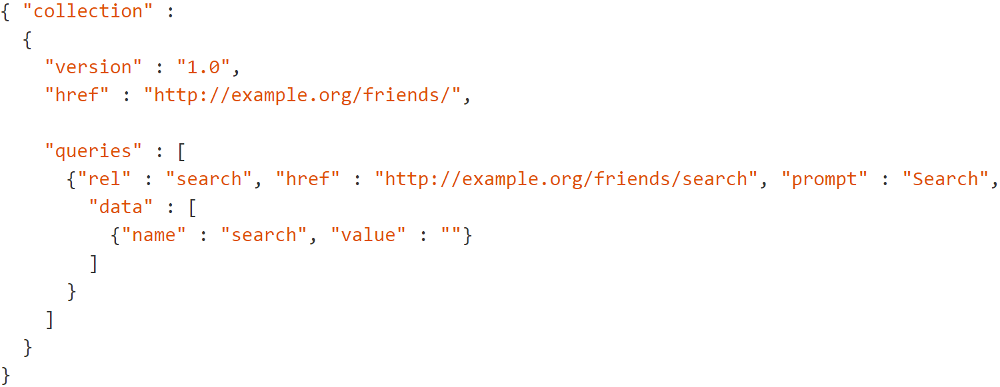 { "collection" :
  {
    "version" : "1.0",
    "href" : "http://example.org/friends/",

    "queries" : [
      {"rel" : "search", "href" : "http://example.org/friends/search", "prompt" : "Search",
        "data" : [
          {"name" : "search", "value" : ""}
        ]
      }
    ]
  }
}